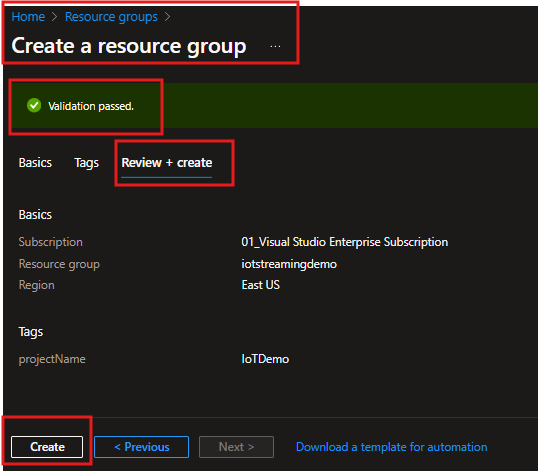 Home > Resource groups >
Create a resource group ...
Validation passed.
Basics Tags Review + create
Basics
Subscription 01_Visual Studio Enterprise Subscription
Resource group iotstreamingdemo
Region East US
Tags
projectName IoTDemo
Create < Previous Next > Download a template for automation